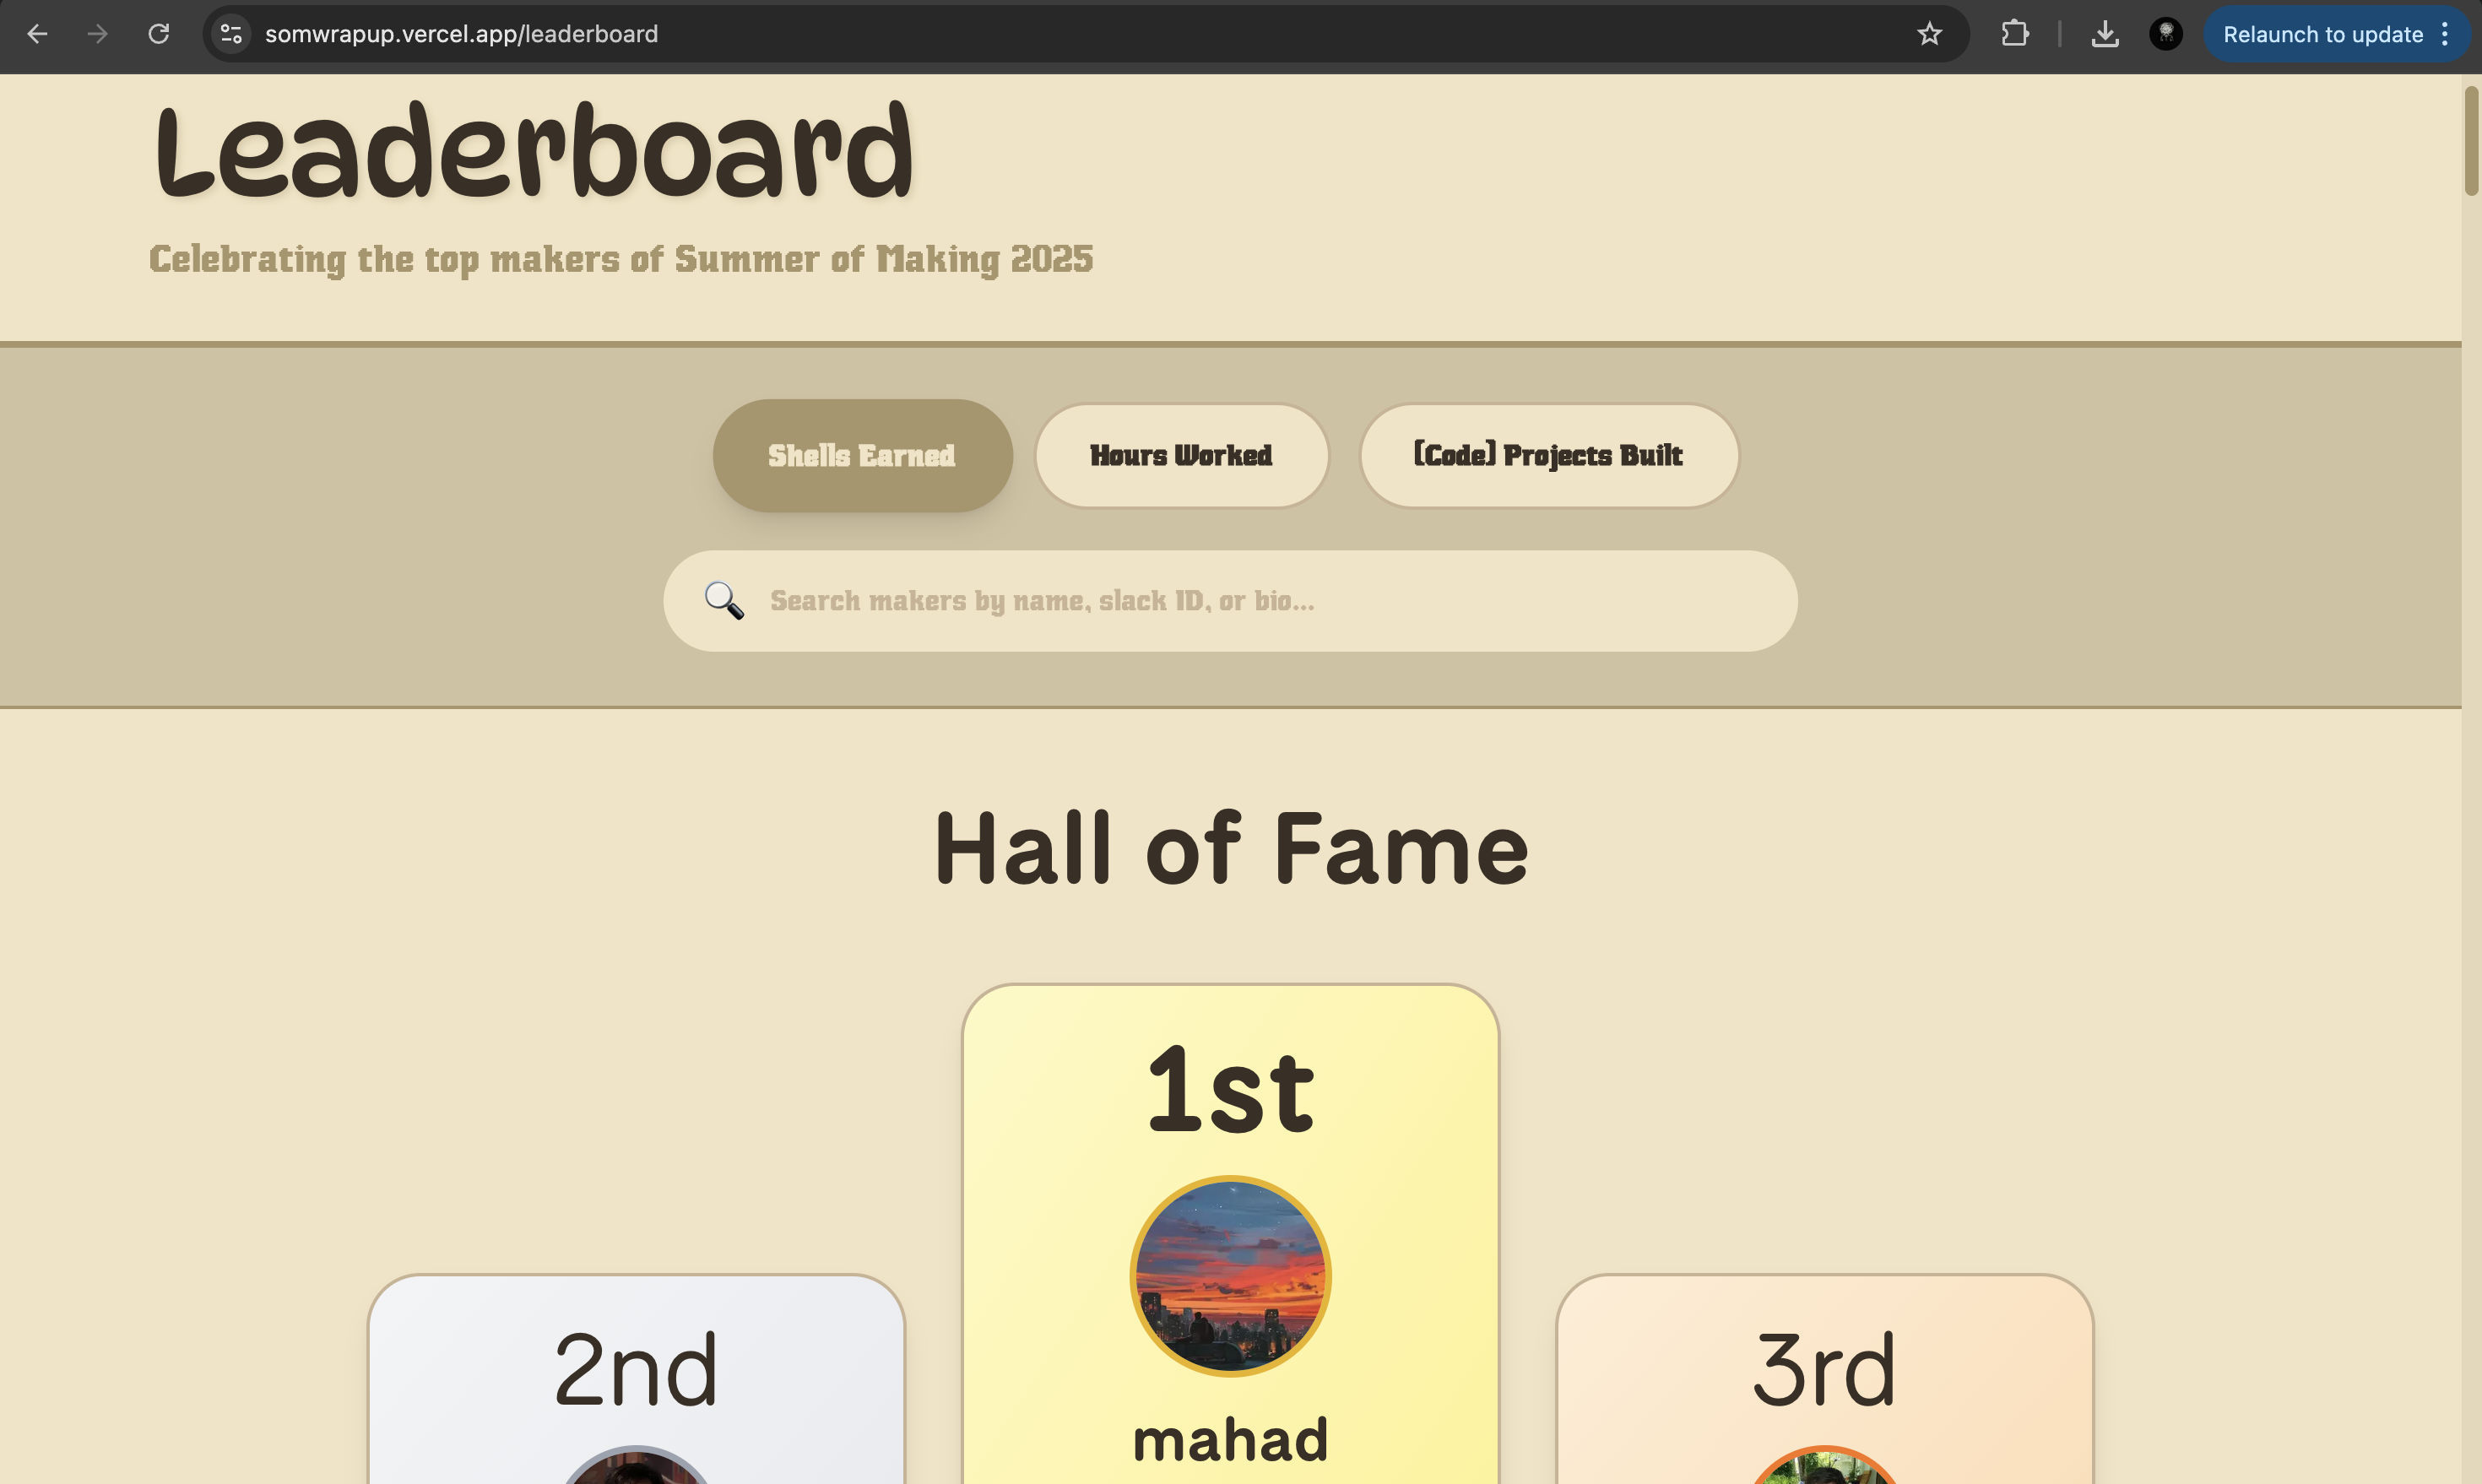 somwrapup.vercel.app/leaderboard
Relaunch to update
Leaderboard
Celebrating the top makers of Summer of Making 2025
Shells Earned
Hours Worked
(Code) Projects Built
Search makers by name, slack ID, or bio...
Hall of Fame
1st
mahad
2nd
3rd